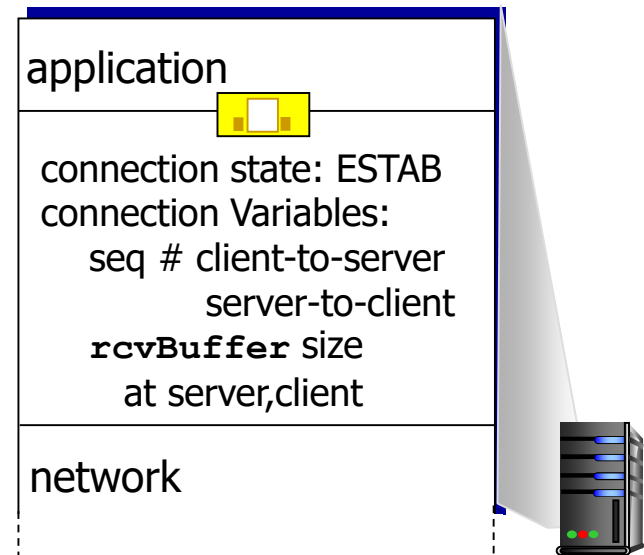 application
connection state: ESTAB
connection Variables:
seq # client-to-server
server-to-client
rcvBuffer size
at server,client
network